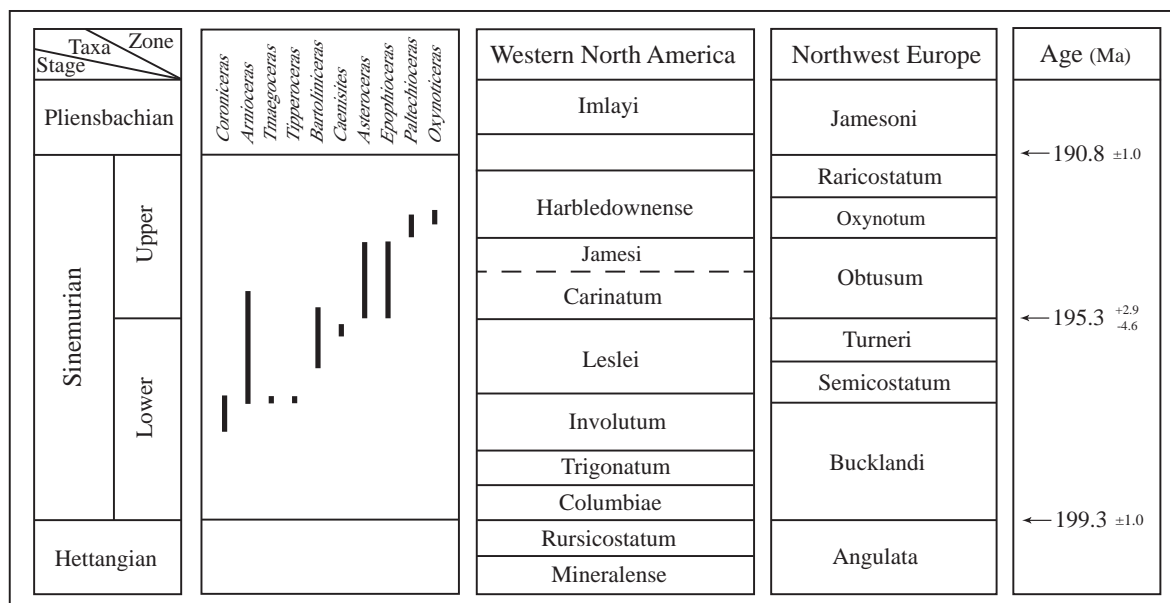 Taxa
Zone
Stage
Coroniceras
Arnioceras
Tmaegoceras
Tipperoceras
Bartoliniceras
Caenisites
Asteroceras
Epophioceras
Paltechioceras
Oxynoticeras
Western North America
Northwest Europe
Age (Ma)
Pliensbachian
Sinemurian
Upper
Lower
Hettangian
Imlayi
Harbledownense
Jamesi
Carinatum
Leslei
Involutum
Trigonatum
Columbiae
Rursicostatum
Mineralense
Jamesoni
Raricostatum
Oxynotum
Obtusum
Turneri
Semicostatum
Bucklandi
Angulata
190.8 ±1.0
195.3 +2.9 -4.6
199.3 ±1.0